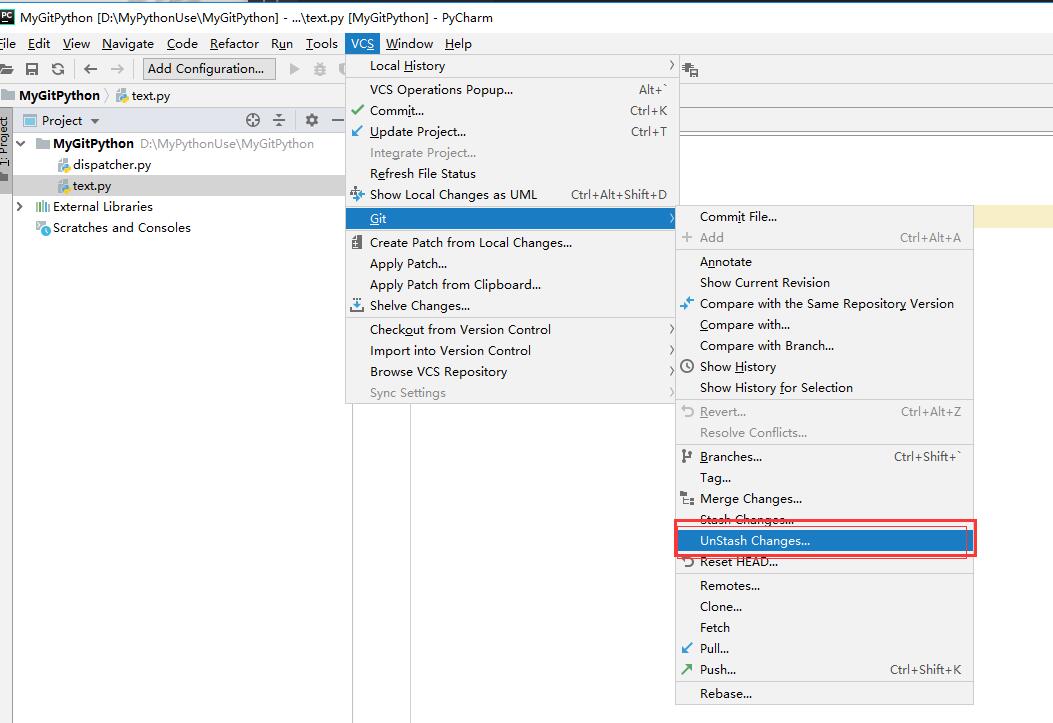 PC MyGitPython [D:\MyPythonUse\MyGitPython] - ...\text.py [MyGitPython] - PyCharm
File Edit View Navigate Code Refactor Run Tools VCS Window Help
Add Configuration...
MyGitPython text.py
1: Project
Project
MyGitPython D:\MyPythonUse\MyGitPython
dispatcher.py
text.py
External Libraries
Scratches and Consoles
Local History
VCS Operations Popup... Alt+`
Commit... Ctrl+K
Update Project... Ctrl+T
Integrate Project...
Refresh File Status
Show Local Changes as UML Ctrl+Alt+Shift+D
Git
Create Patch from Local Changes...
Apply Patch...
Apply Patch from Clipboard...
Shelve Changes...
Checkout from Version Control
Import into Version Control
Browse VCS Repository
Sync Settings
Commit File...
Add Ctrl+Alt+A
Annotate
Show Current Revision
Compare with the Same Repository Version
Compare with...
Compare with Branch...
Show History
Show History for Selection
Revert... Ctrl+Alt+Z
Resolve Conflicts...
Branches... Ctrl+Shift+`
Tag...
Merge Changes...
Stash Changes...
UnStash Changes...
Reset HEAD...
Remotes...
Clone...
Fetch
Pull...
Push... Ctrl+Shift+K
Rebase...